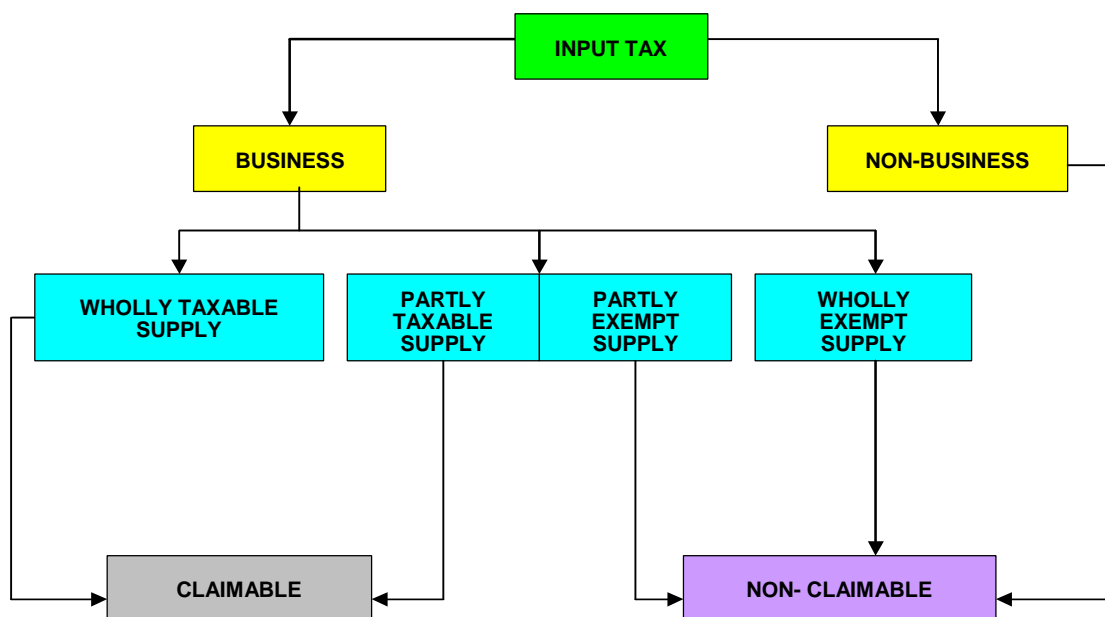 INPUT TAX
BUSINESS
NON-BUSINESS
WHOLLY TAXABLE
SUPPLY
PARTLY
TAXABLE
SUPPLY
PARTLY
EXEMPT
SUPPLY
WHOLLY
EXEMPT
SUPPLY
CLAIMABLE
NON- CLAIMABLE